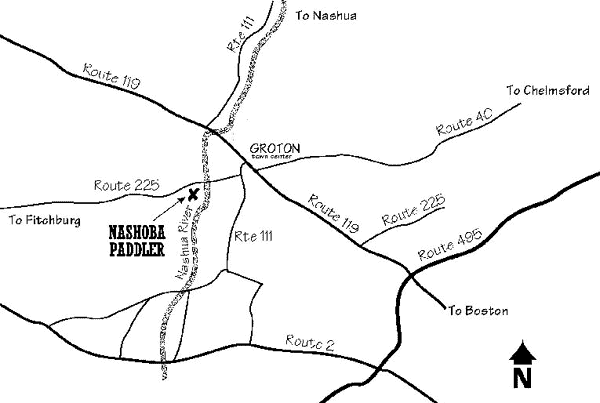 To Nashua
Rte 111
Route 119
To Chelmsford
Route 40
GROTON
town center
Route 225
To Fitchburg
NASHOBA
PADDLER
Nashua River
Rte 111
Route 119
Route 225
Route 495
To Boston
Route 2
N